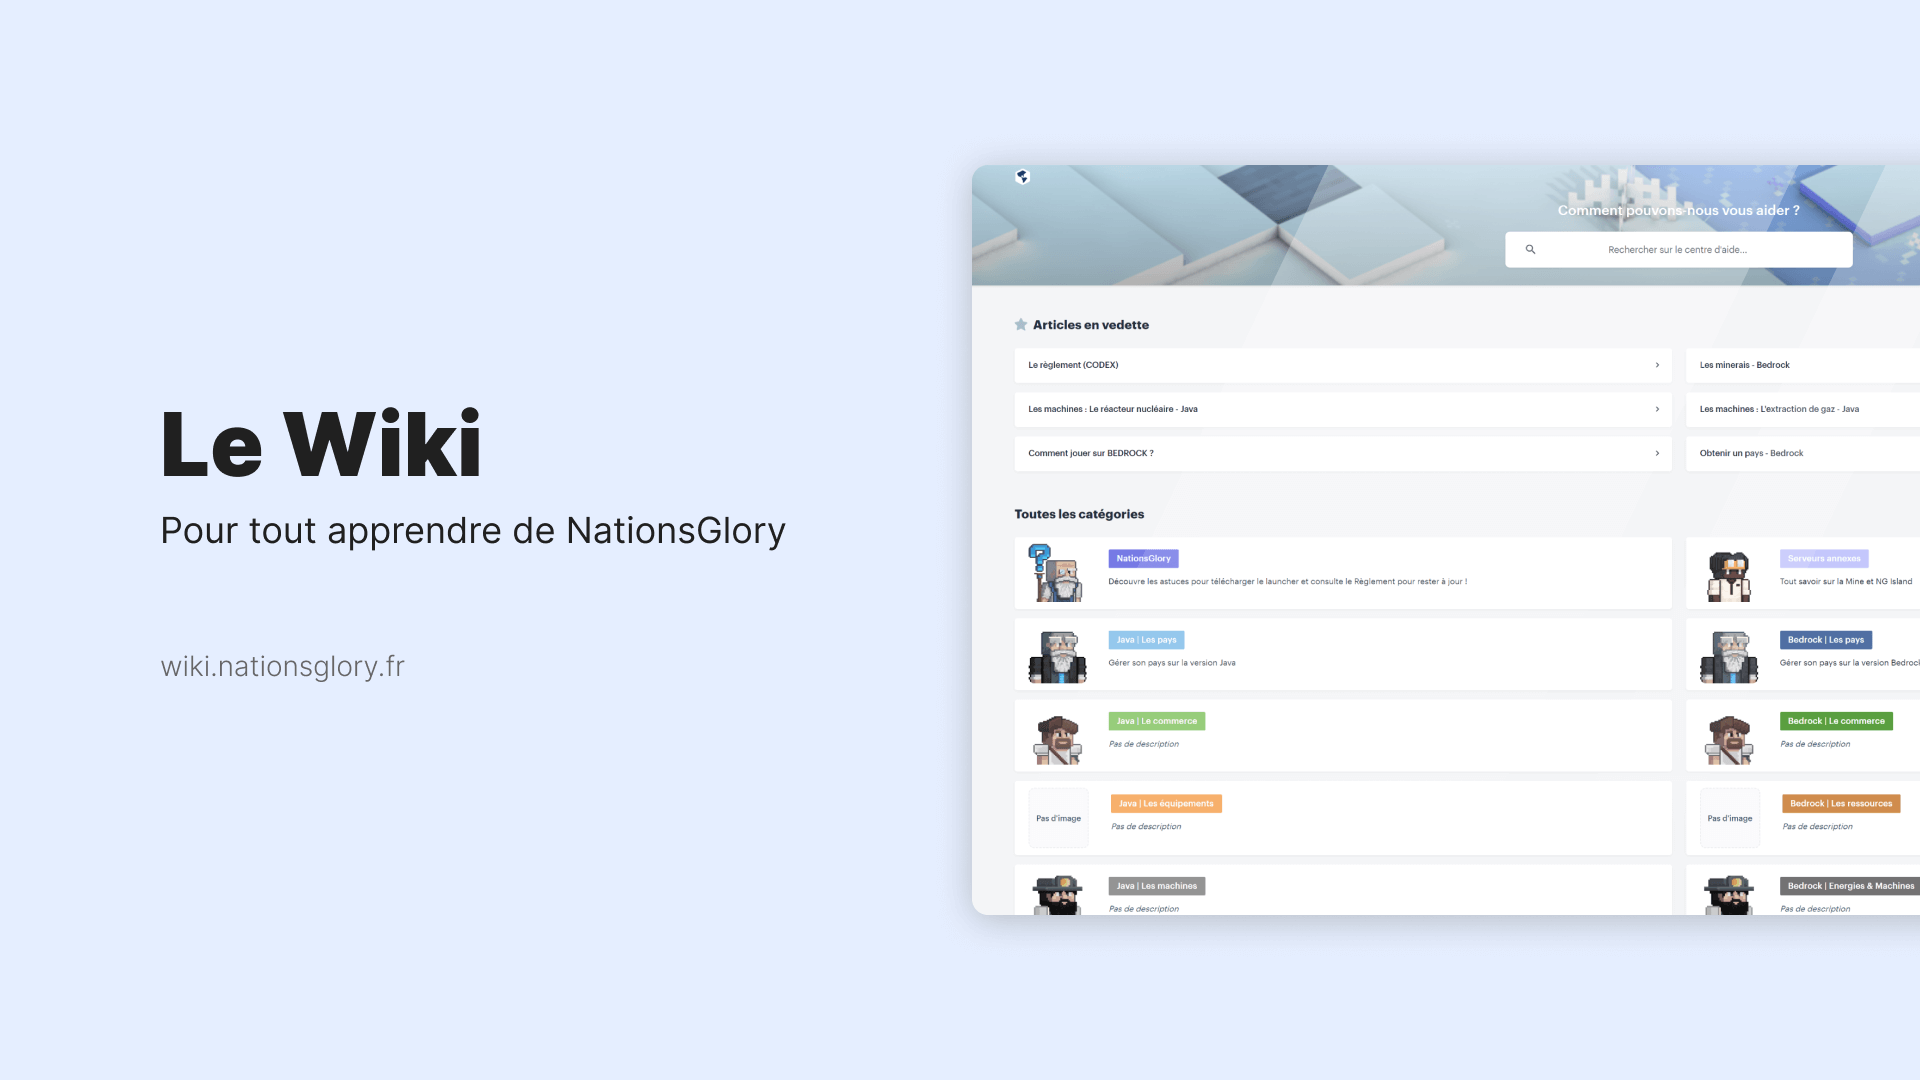 Le Wiki
Pour tout apprendre de NationsGlory
wiki.nationsglory.fr
Comment pouvons-nous vous aider ?
Rechercher sur le centre d'aide...
Articles en vedette
Le règlement (CODEX)
Les minerais - Bedrock
Les machines : Le réacteur nucléaire - Java
Les machines : L'extraction de gaz - Java
Comment jouer sur BEDROCK ?
Obtenir un pays - Bedrock
Toutes les catégories
NationsGlory
Découvre les astuces pour télécharger le launcher et consulte le Règlement pour rester à jour !
Serveurs annexes
Tout savoir sur la Mine et NG Island
Java | Les pays
Gérer son pays sur la version Java
Bedrock | Les pays
Gérer son pays sur la version Bedrock
Java | Le commerce
Pas de description
Bedrock | Le commerce
Pas de description
Pas d'image
Java | Les équipements
Pas de description
Pas d'image
Bedrock | Les ressources
Pas de description
Java | Les machines
Pas de description
Bedrock | Energies & Machines
Pas de description